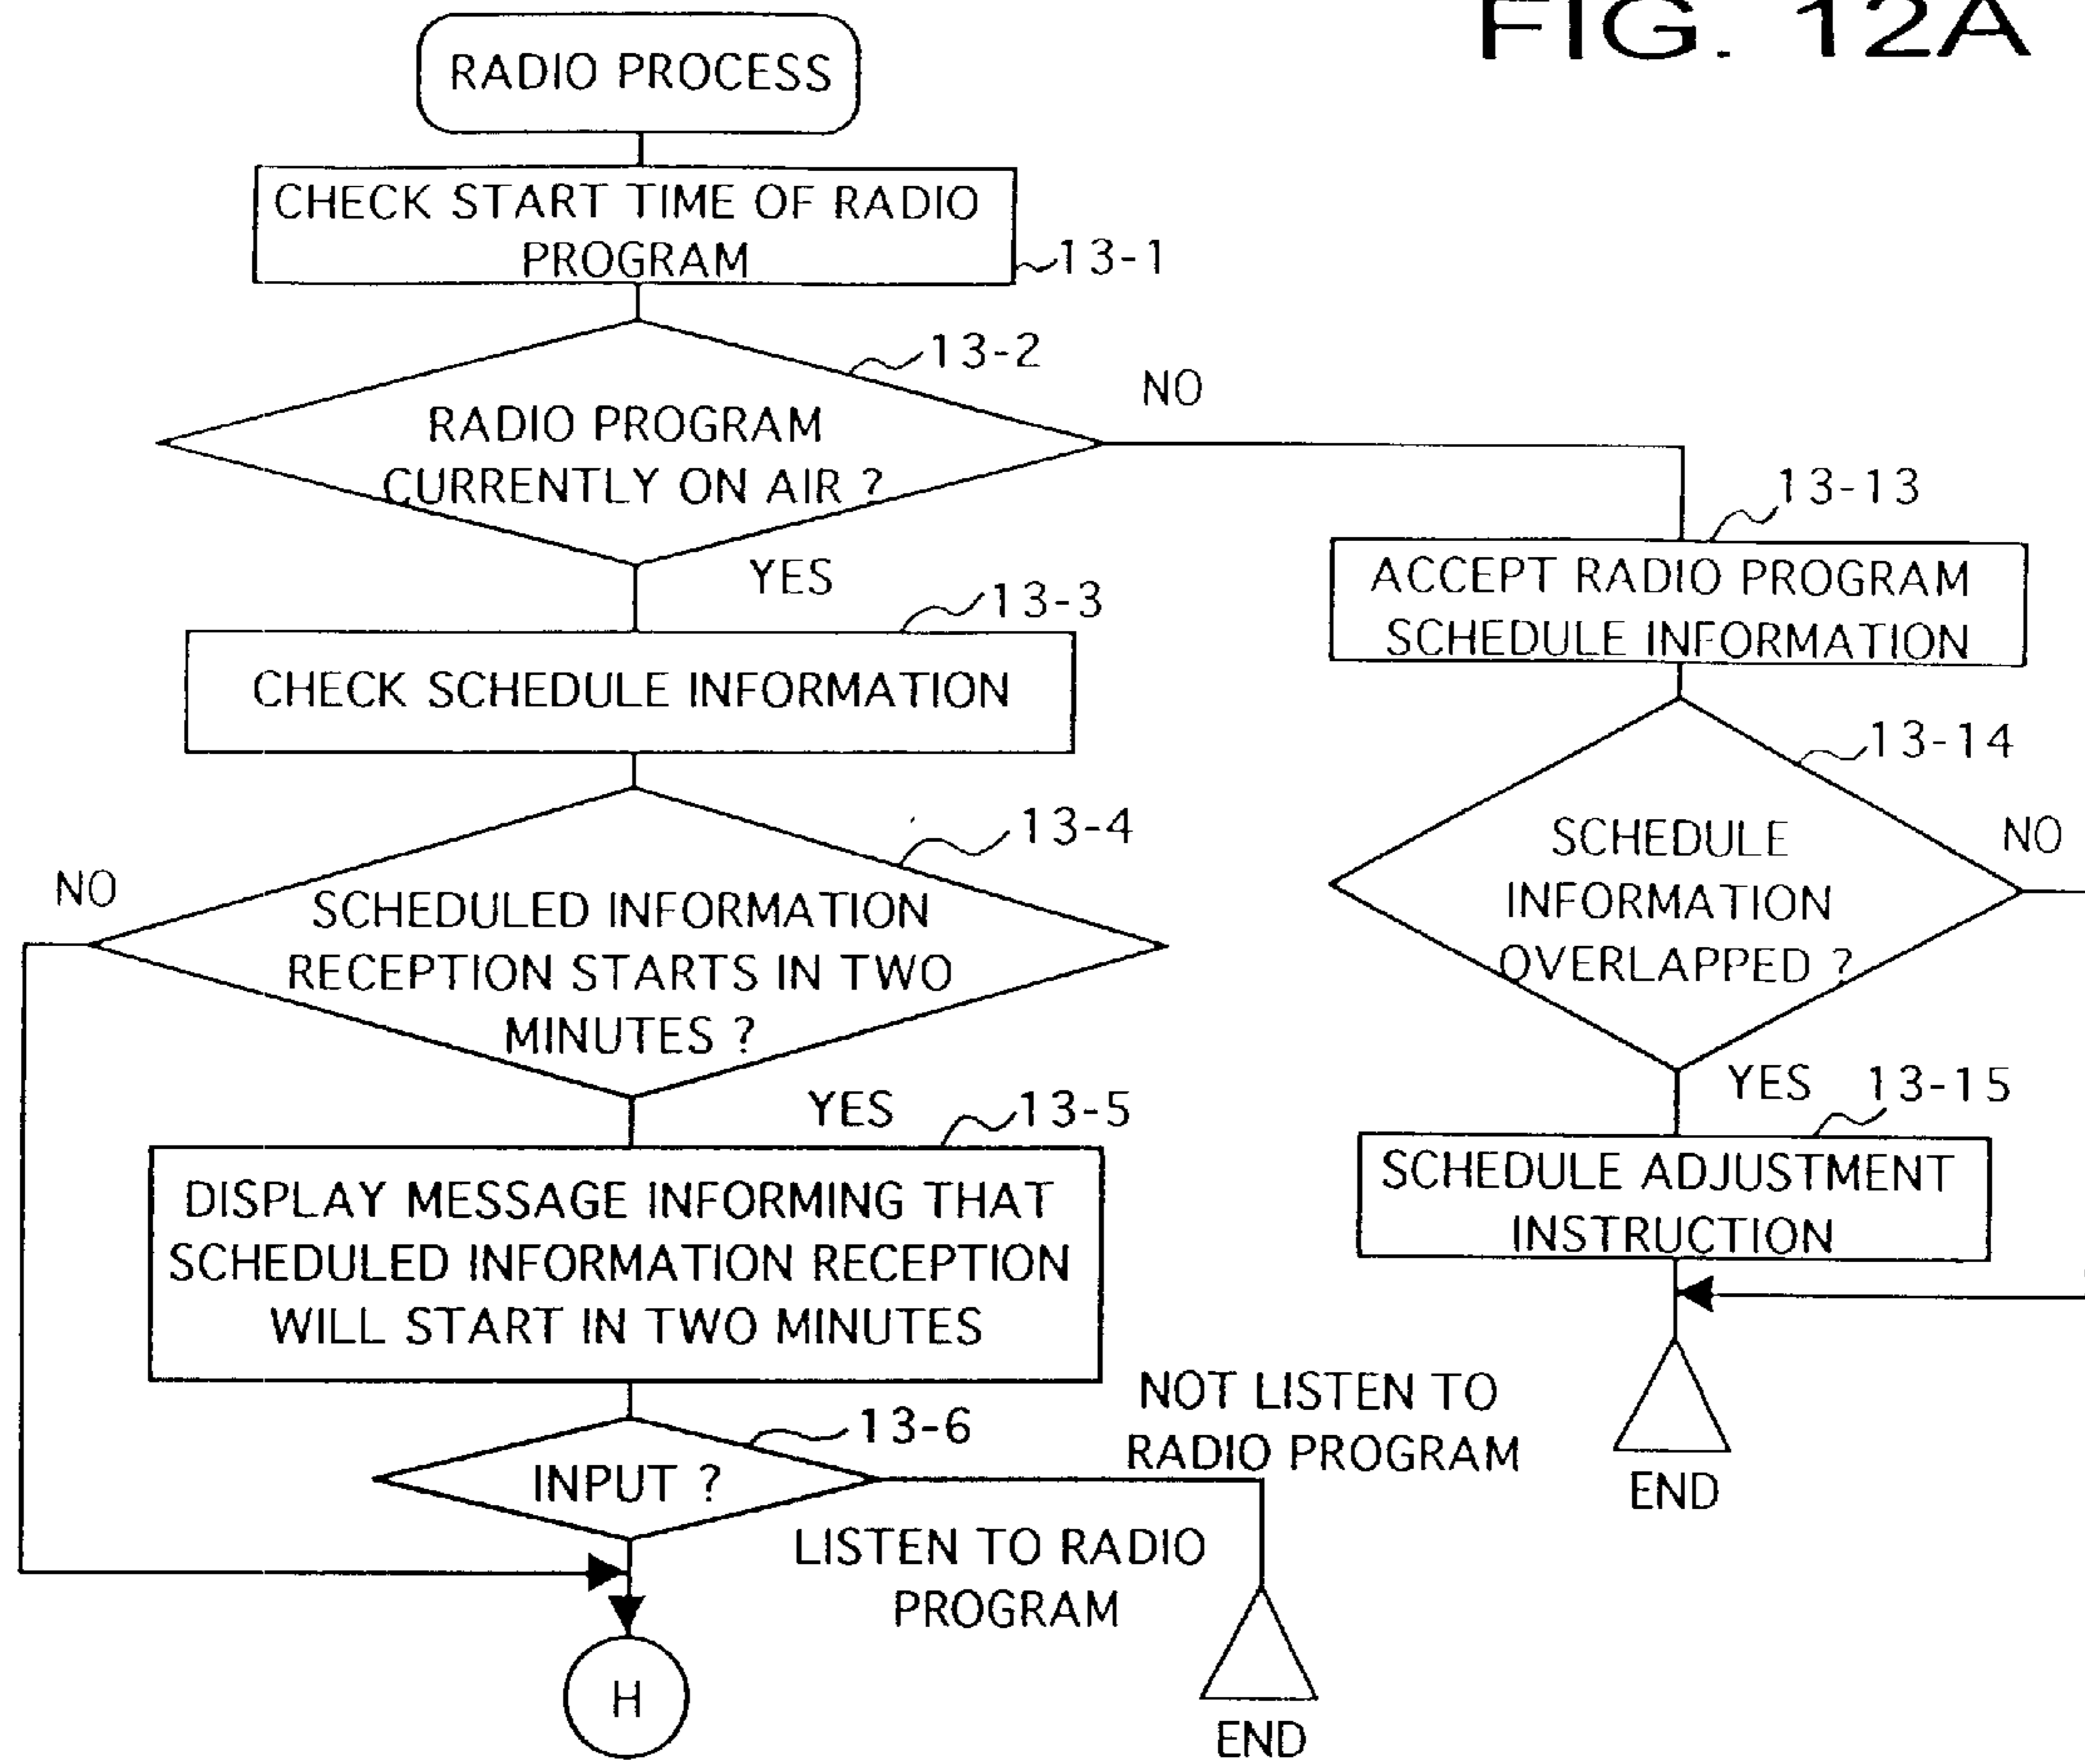 FIG. 12A
RADIO PROCESS
CHECK START TIME OF RADIO
PROGRAM
13-1
13-2
NO
RADIO PROGRAM
CURRENTLY ON AIR ?
YES
13-3
CHECK SCHEDULE INFORMATION
13-4
NO
SCHEDULED INFORMATION
RECEPTION STARTS IN TWO
MINUTES ?
YES
13-5
DISPLAY MESSAGE INFORMING THAT
SCHEDULED INFORMATION RECEPTION
WILL START IN TWO MINUTES
13-6
INPUT ?
NOT LISTEN TO
RADIO PROGRAM
LISTEN TO RADIO
PROGRAM
H
END
13-13
ACCEPT RADIO PROGRAM
SCHEDULE INFORMATION
13-14
SCHEDULE
INFORMATION
OVERLAPPED ?
NO
YES
13-15
SCHEDULE ADJUSTMENT
INSTRUCTION
END